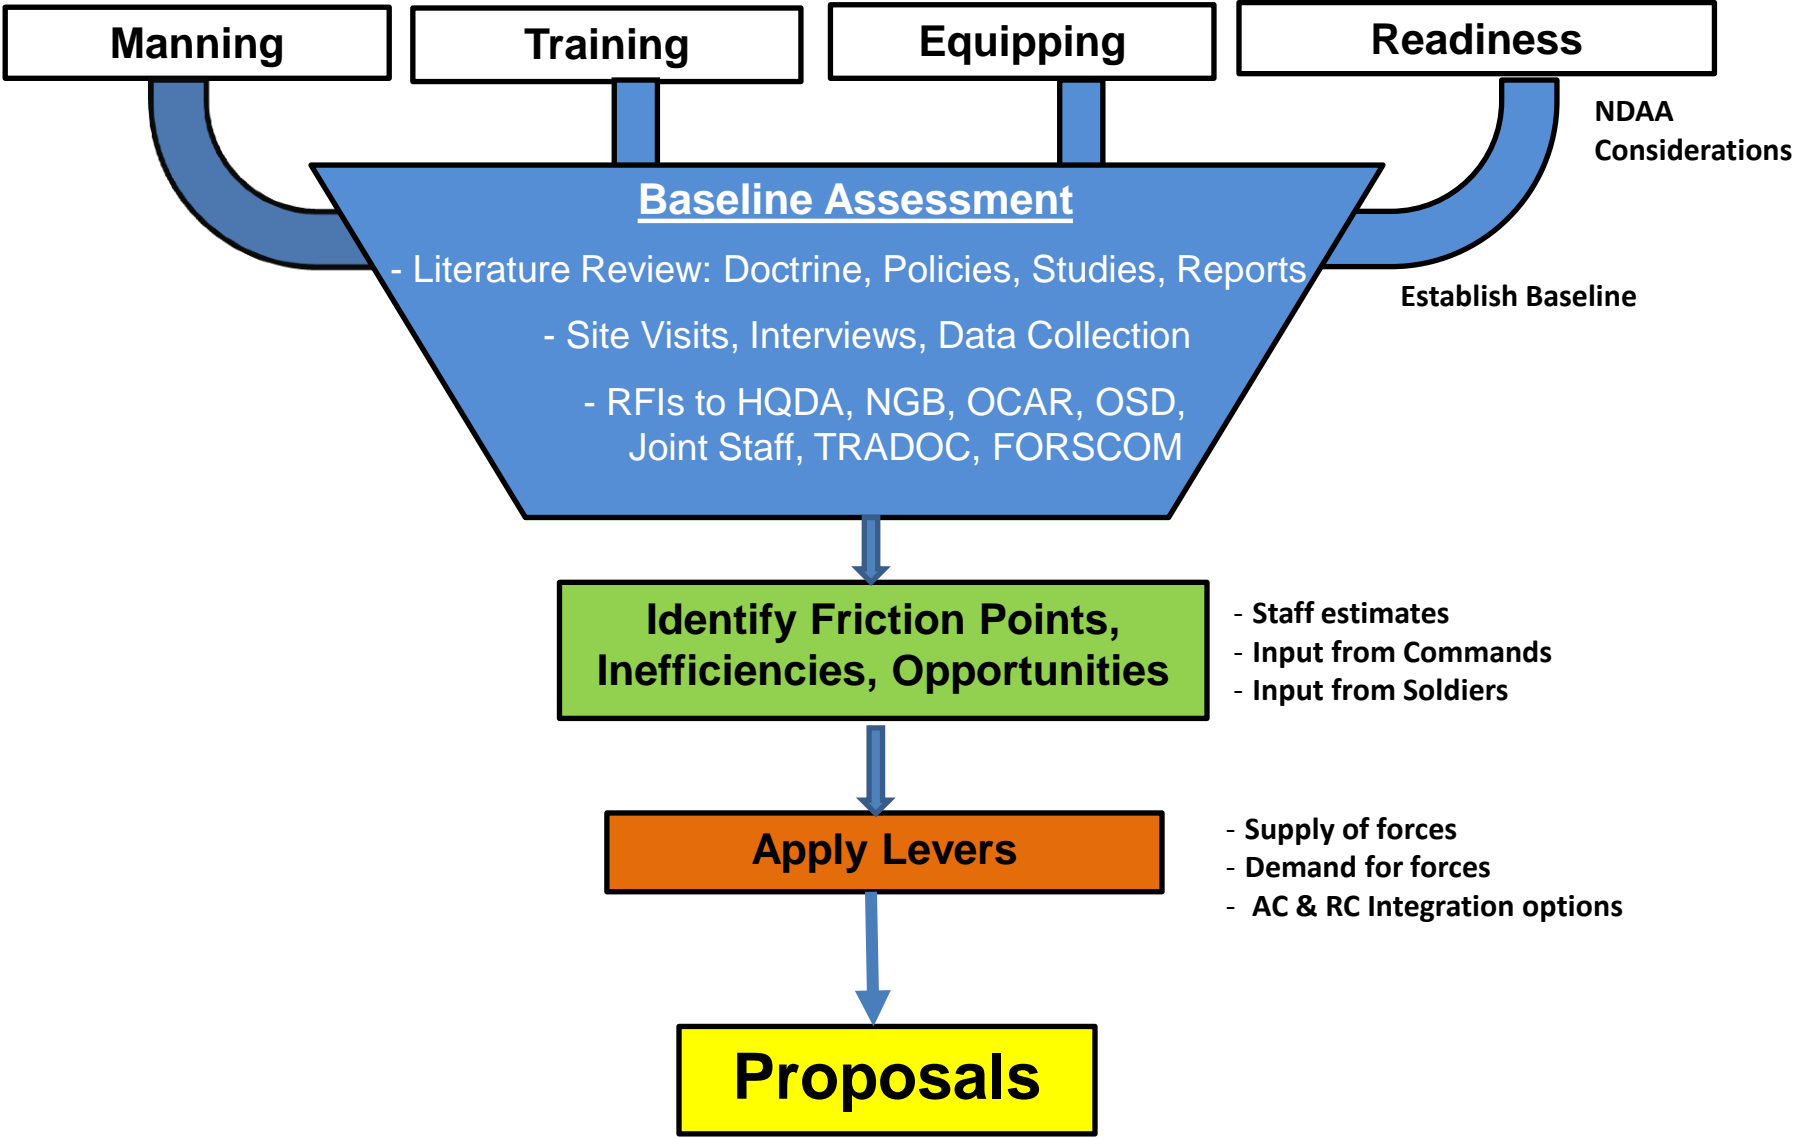 Manning
Training
Equipping
Readiness
NDAA
Considerations
Baseline Assessment
- Literature Review: Doctrine, Policies, Studies, Reports
Establish Baseline
- Site Visits, Interviews, Data Collection
- RFIs to HQDA, NGB, OCAR, OSD,
Joint Staff, TRADOC, FORSCOM
Identify Friction Points,
Inefficiencies, Opportunities
- Staff estimates
- Input from Commands
- Input from Soldiers
Apply Levers
- Supply of forces
- Demand for forces
- AC & RC Integration options
Proposals